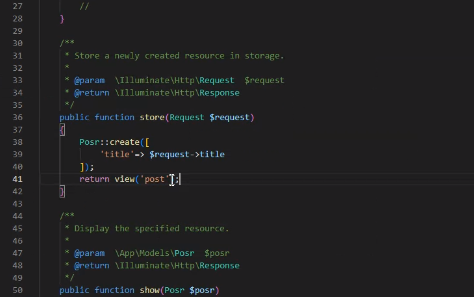 27 //
28 }
29
30 /**
31 * Store a newly created resource in storage.
32 *
33 * @param \Illuminate\Http\Request $request
34 * @return \Illuminate\Http\Response
35 */
36 public function store(Request $request)
37 {
38 Posr::create([
39 'title'=> $request->title
40 ]);
41 return view('post');
42 }
43
44 /**
45 * Display the specified resource.
46 *
47 * @param \App\Models\Posr $posr
48 * @return \Illuminate\Http\Response
49 */
50 public function show(Posr $posr)